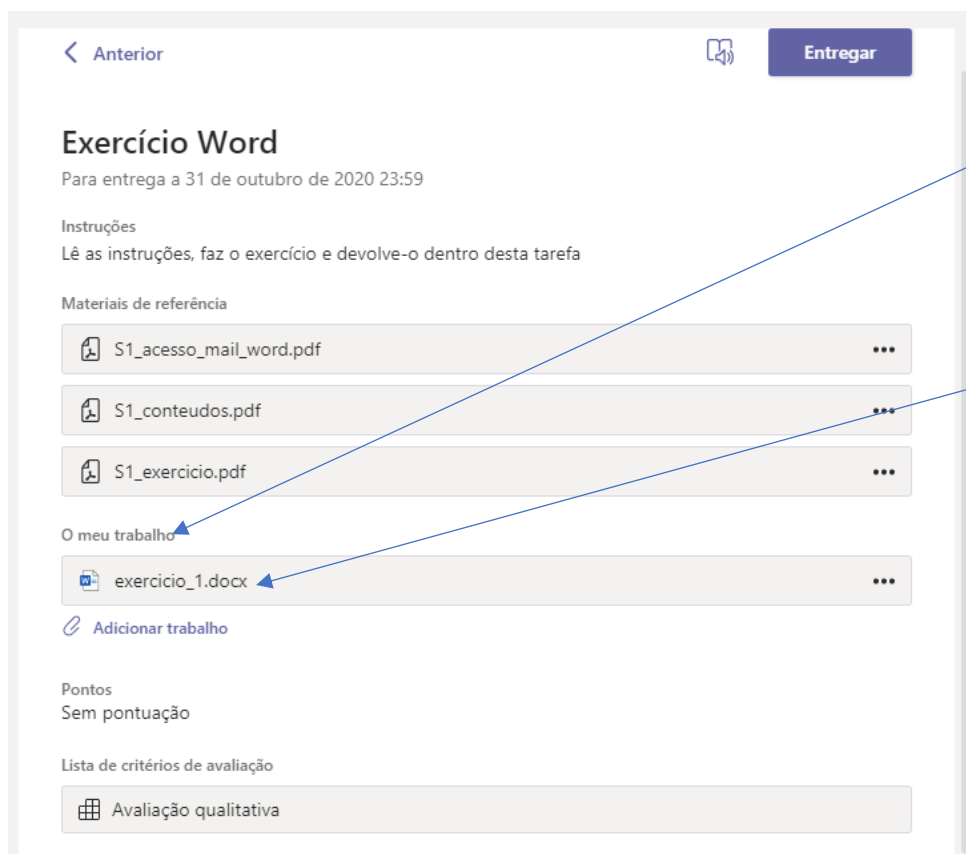 Anterior
Entregar
Exercício Word
Para entrega a 31 de outubro de 2020 23:59
Instruções
Lê as instruções, faz o exercício e devolve-o dentro desta tarefa
Materiais de referência
S1_acesso_mail_word.pdf
S1_conteudos.pdf
S1_exercicio.pdf
O meu trabalho
exercicio_1.docx
Adicionar trabalho
Pontos
Sem pontuação
Lista de critérios de avaliação
Avaliação qualitativa